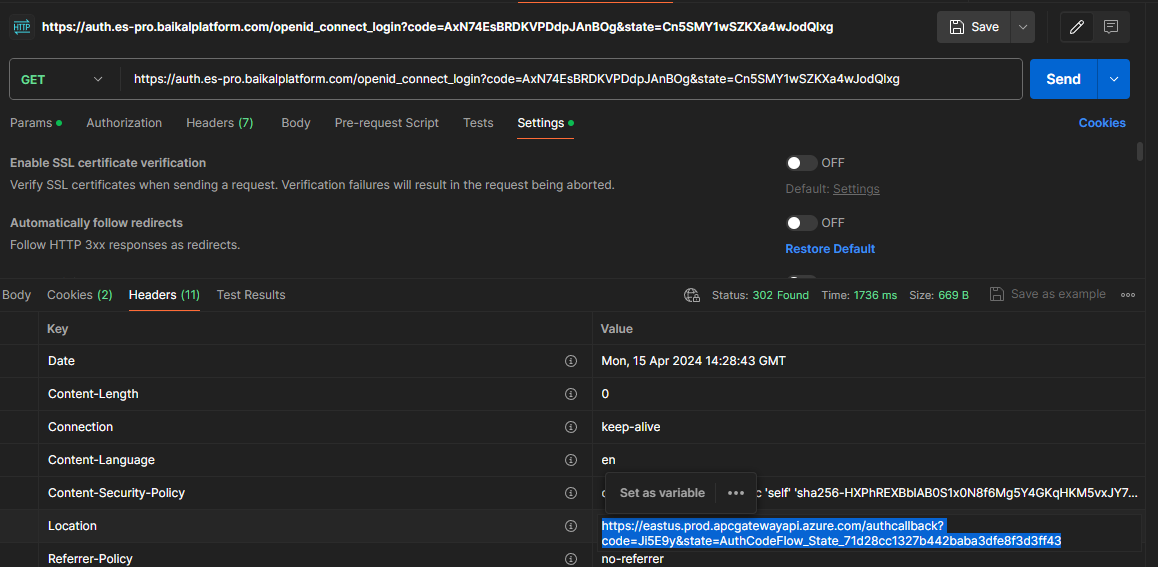 HTTP https://auth.es-pro.baikalplatform.com/openid_connect_login?code=AxN74EsBRDKVPDdpJAnBOg&state=Cn5SMY1wSZKXa4wJodQlxg Save
GET https://auth.es-pro.baikalplatform.com/openid_connect_login?code=AxN74EsBRDKVPDdpJAnBOg&state=Cn5SMY1wSZKXa4wJodQlxg Send
Params Authorization Headers (7) Body Pre-request Script Tests Settings Cookies
Enable SSL certificate verification OFF
Verify SSL certificates when sending a request. Verification failures will result in the request being aborted. Default: Settings
Automatically follow redirects OFF
Follow HTTP 3xx responses as redirects. Restore Default
Body Cookies (2) Headers (11) Test Results Status: 302 Found Time: 1736 ms Size: 669 B Save as example
Key Value
Date Mon, 15 Apr 2024 14:28:43 GMT
Content-Length 0
Connection keep-alive
Content-Language en
Content-Security-Policy 'self' 'sha256-HXPhREXBblAB0S1x0N8f6Mg5Y4GKqHKM5vxJY7...
Set as variable
Location https://eastus.prod.apcgatewayapi.azure.com/authcallback?
code=Ji5E9y&state=AuthCodeFlow_State_71d28cc1327b442baba3dfe8f3d3ff43
Referrer-Policy no-referrer